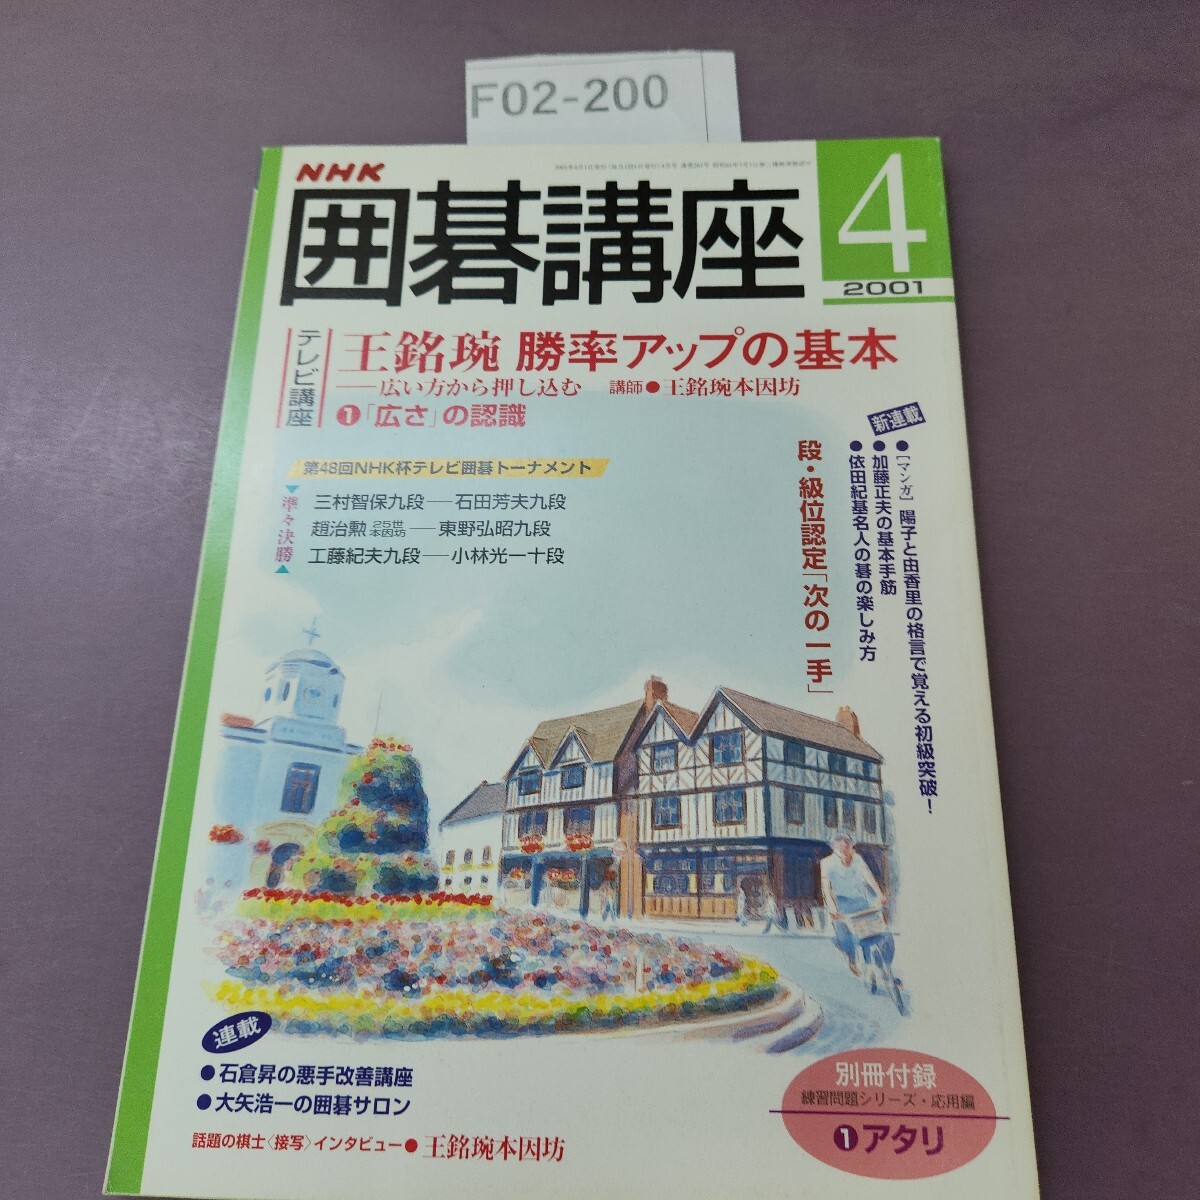 F02-200
NHK
囲碁講座
4
2001
テレビ講座
王銘琬 勝率アップの基本
――広い方から押し込む 講師●王銘琬本因坊
❶「広さ」の認識
第48回NHK杯テレビ囲碁トーナメント
準々決勝
三村智保九段――石田芳夫九段
趙治勲25世本因坊――東野弘昭九段
工藤紀夫九段――小林光一十段
新連載
●[マンガ] 陽子と由香里の格言で覚える初級突破！
●加藤正夫の基本手筋
●依田紀基名人の碁の楽しみ方
段・級位認定「次の一手」
連載
●石倉昇の悪手改善講座
●大矢浩一の囲碁サロン
話題の棋士〈接写〉インタビュー●王銘琬本因坊
別冊付録
練習問題シリーズ・応用編
❶アタリ